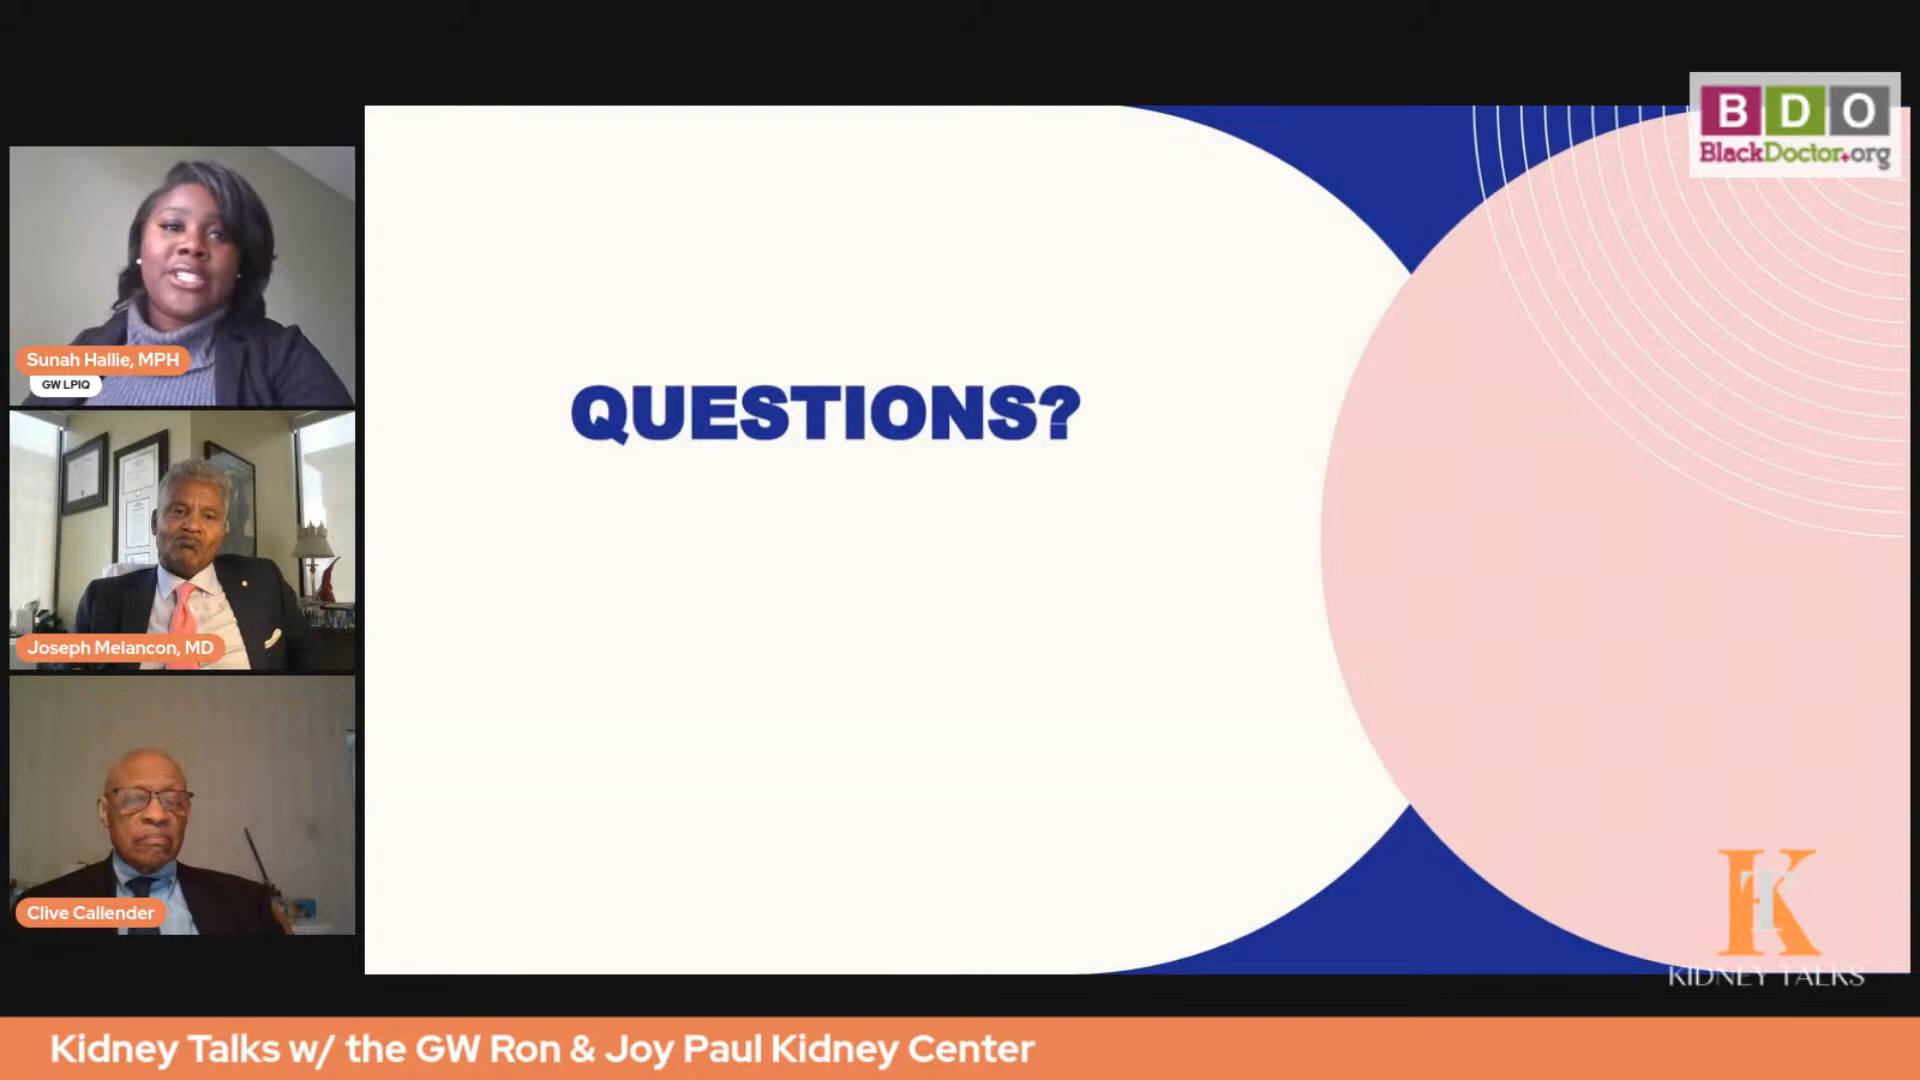 B D O
BlackDoctor.org
Sunah Hallie, MPH
GW LPIQ
QUESTIONS?
Joseph Melancon, MD
Clive Callender
KIDNEY TALKS
Kidney Talks w/ the GW Ron & Joy Paul Kidney Center